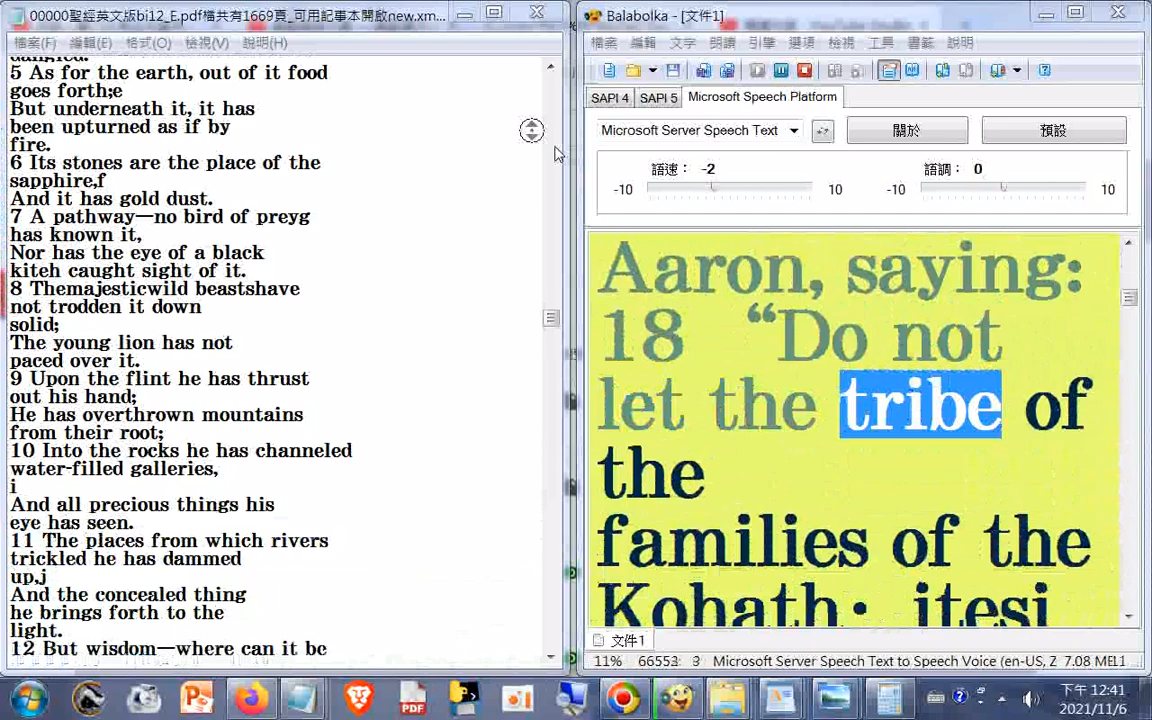 00000聖經英文版bi12_E.pdf檔共有1669頁_可用記事本開啟new.xm...
檔案(F) 編輯(E) 格式(O) 檢視(V) 說明(H)
5 As for the earth, out of it food
goes forth;e
But underneath it, it has
been upturned as if by
fire.
6 Its stones are the place of the
sapphire,f
And it has gold dust.
7 A pathway—no bird of preyg
has known it,
Nor has the eye of a black
kiteh caught sight of it.
8 Themajesticwild beastshave
not trodden it down
solid;
The young lion has not
paced over it.
9 Upon the flint he has thrust
out his hand;
He has overthrown mountains
from their root;
10 Into the rocks he has channeled
water-filled galleries,
i
And all precious things his
eye has seen.
11 The places from which rivers
trickled he has dammed
up,j
And the concealed thing
he brings forth to the
light.
12 But wisdom—where can it be
Balabolka - [文件1]
檔案 編輯 文字 朗讀 引擎 選項 檢視 工具 書籤 說明
SAPI 4 SAPI 5 Microsoft Speech Platform
Microsoft Server Speech Text 關於 預設
語速： -2 語調： 0
-10 10 -10 10
Aaron, saying:
18 “Do not
let the tribe of
the
families of the
Kohath· itesi
文件1
11% 66553: 3 Microsoft Server Speech Text to Speech Voice (en-US, Z 7.08 ME11
PDF
下午 12:41
2021/11/6